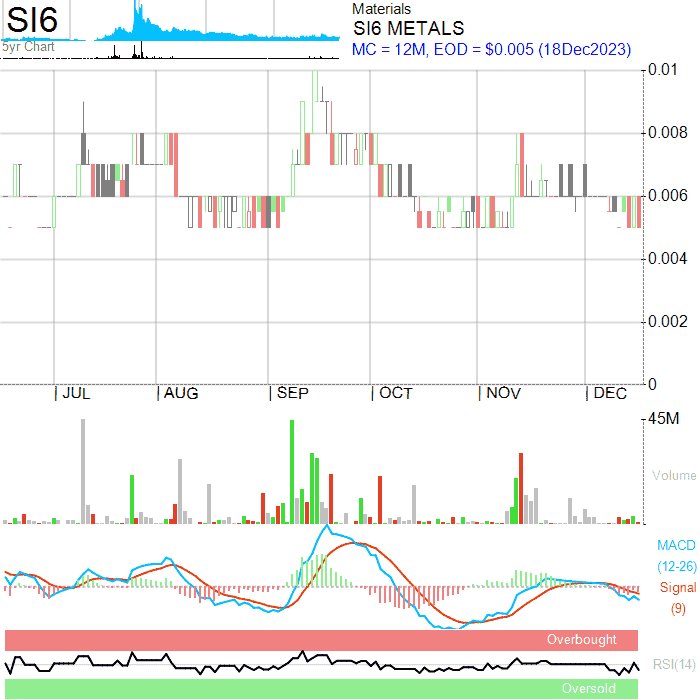 SI6
5yr Chart
Materials
SI6 METALS
MC = 12M, EOD = $0.005 (18Dec2023)
0.01
0.008
0.006
0.004
0.002
0
JUL AUG SEP OCT NOV DEC
45M
Volume
MACD
(12-26)
Signal
(9)
Overbought
RSI(14)
Oversold